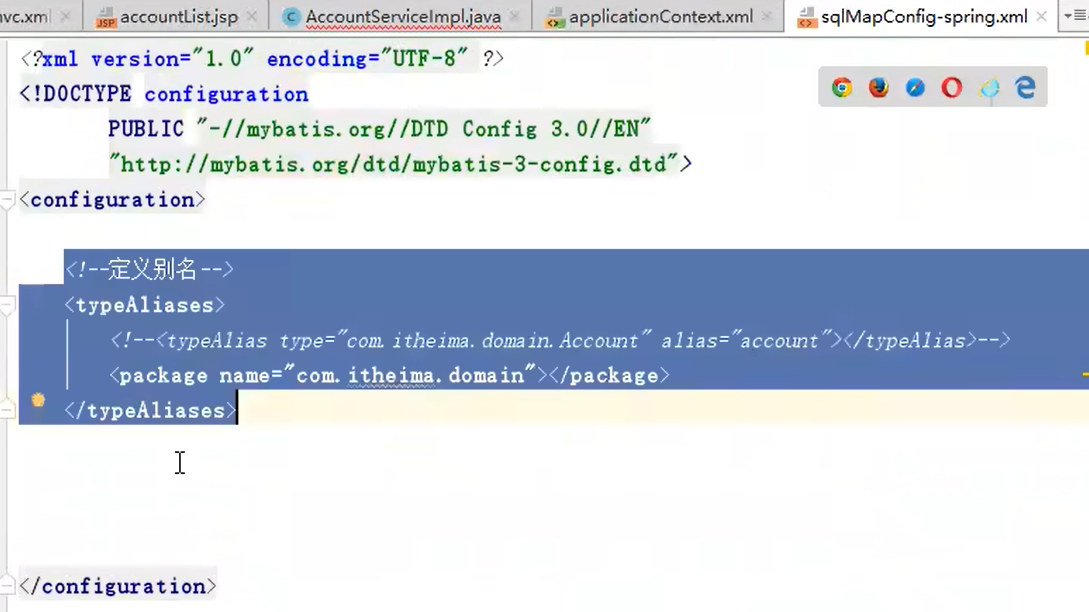 vc.xml accountList.jsp AccountServiceImpl.java applicationContext.xml sqlMapConfig-spring.xml
<?xml version="1.0" encoding="UTF-8" ?>
<!DOCTYPE configuration
PUBLIC "-//mybatis.org//DTD Config 3.0//EN"
"http://mybatis.org/dtd/mybatis-3-config.dtd">
<configuration>
<!--定义别名-->
<typeAliases>
<!--<typeAlias type="com.itheima.domain.Account" alias="account"></typeAlias>-->
<package name="com.itheima.domain"></package>
</typeAliases>
</configuration>